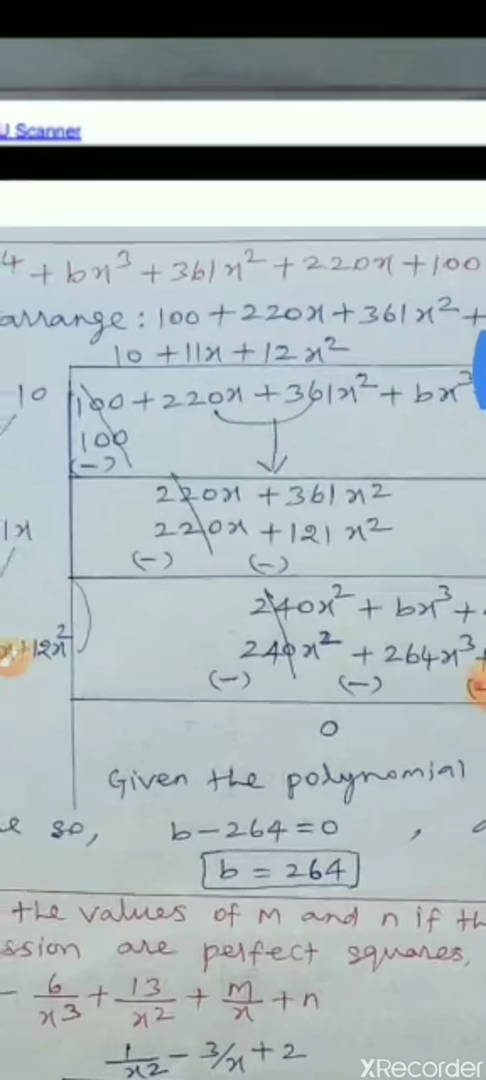 Scanner
⁴ + bx³ + 361x² + 220x + 100
arrange : 100 + 220x + 361x² +
10 + 11x + 12x²
10 100 + 220x + 361x² + bx³
100
(-)
220x + 361x²
1x 220x + 121x²
(-) (-)
240x² + bx³ +
+12x² 240x² + 264x³ +
(-) (-)
0
Given the polynomial
so, b - 264 = 0 ,
b = 264
the values of m and n if th
ssion are perfect squares,
- 6/x³ + 13/x² + m/x + n
1/x² - 3/x + 2
XRecorder